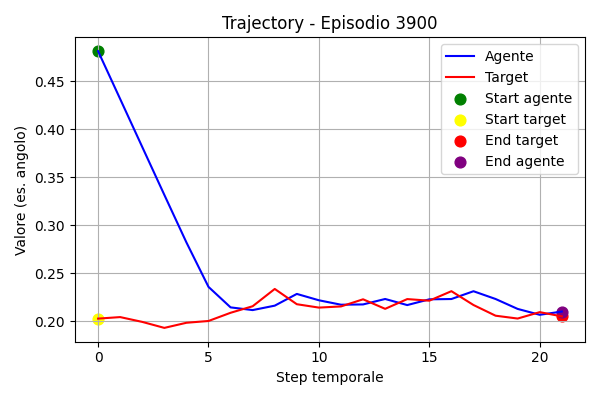 Trajectory - Episodio 3900
Valore (es. angolo)
0.45
0.40
0.35
0.30
0.25
0.20
0
5
10
15
20
Step temporale
Agente
Target
Start agente
Start target
End target
End agente